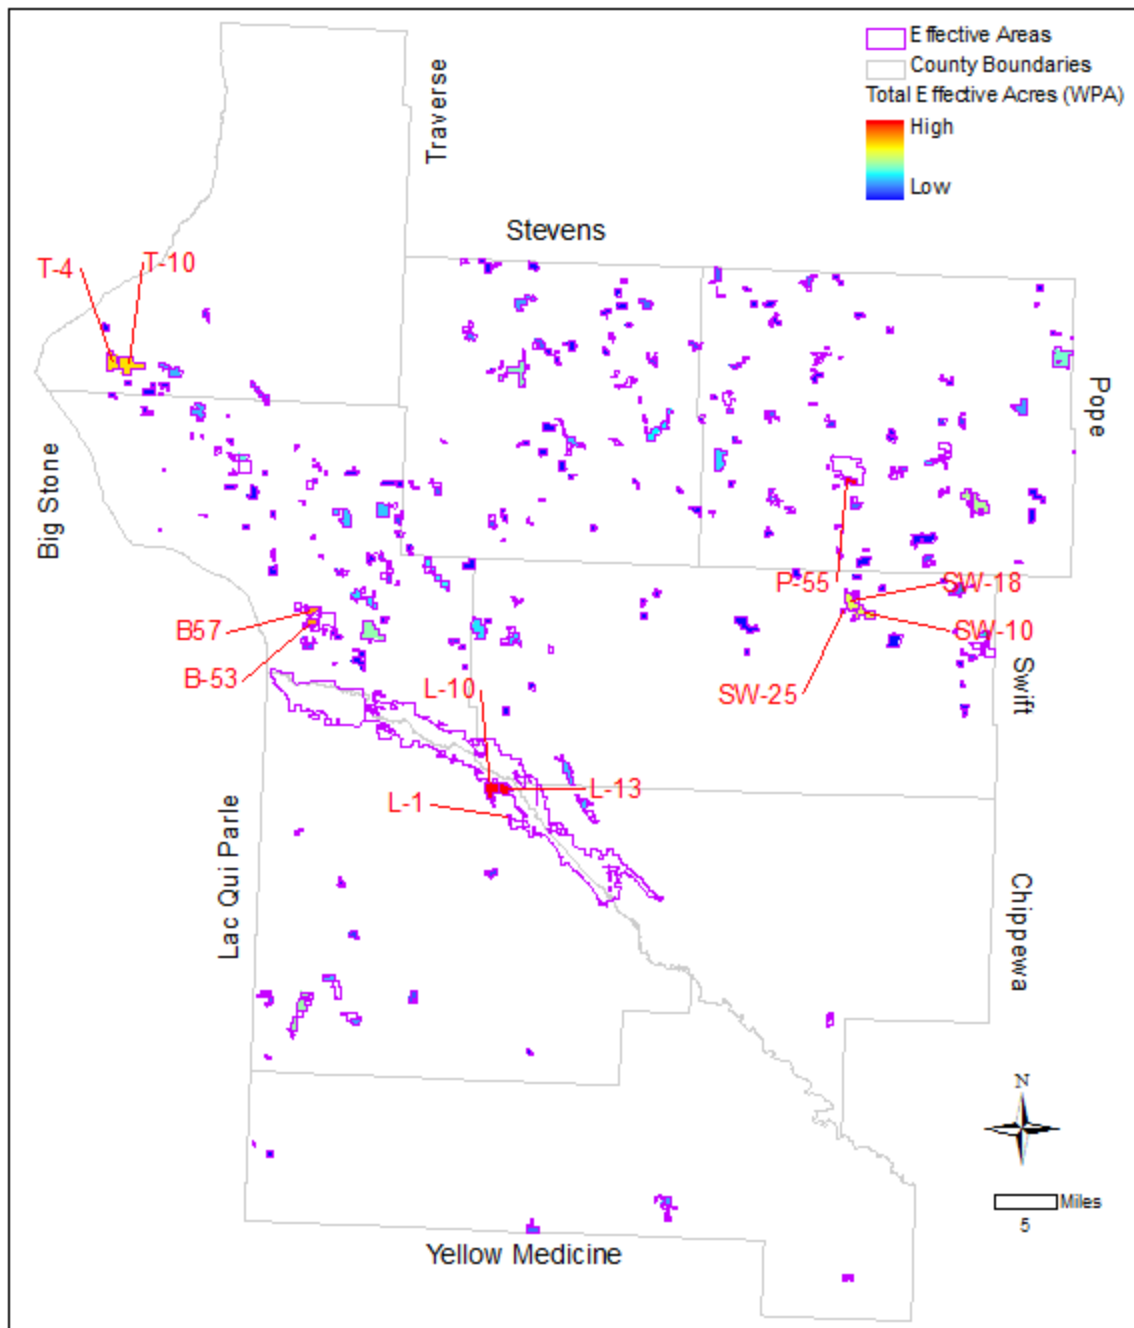 Effective Areas
County Boundaries
Total Effective Acres (WPA)
High
Low
Traverse
Stevens
T-4
T-10
Pope
Big Stone
P-55
SW-18
B57
SW-10
B-53
L-10
SW-25
Swift
L-13
L-1
Lac Qui Parle
Chippewa
N
Miles
5
Yellow Medicine